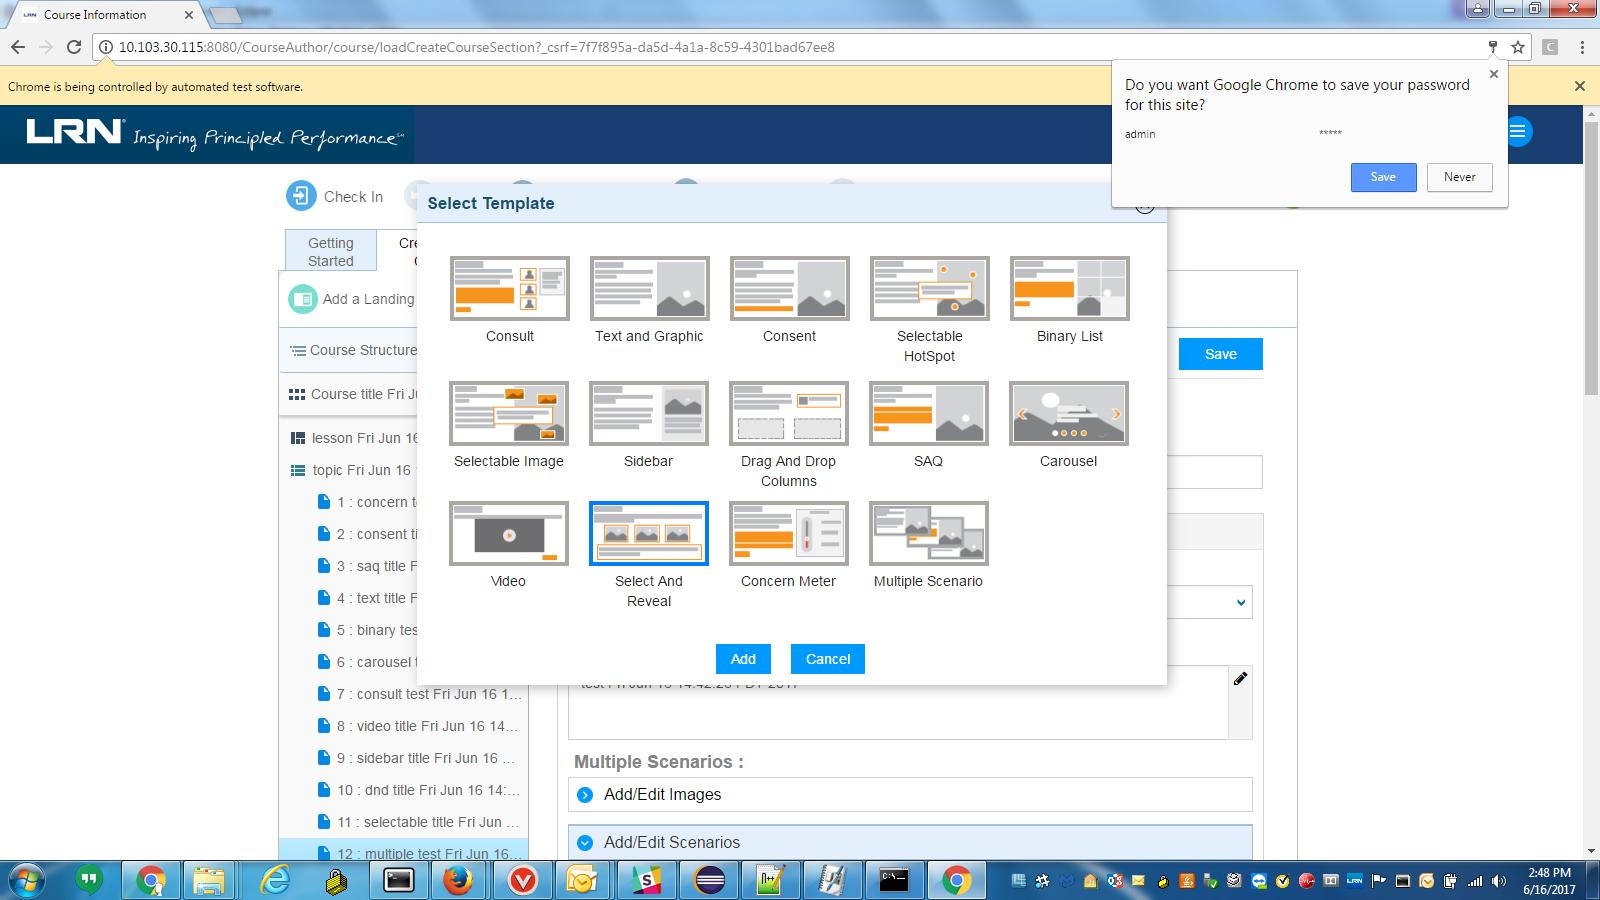 Course Information
10.103.30.115:8080/CourseAuthor/course/loadCreateCourseSection?_csrf=7f7f895a-da5d-4a1a-8c59-4301bad67ee8
Chrome is being controlled by automated test software.
Do you want Google Chrome to save your password
for this site?
admin *****
Save Never
LRN Inspiring Principled Performance
Check In
Getting
Started
Add a Landing
Course Structure
Course title Fri
lesson Fri Jun 16
topic Fri Jun 16
1 : concern
2 : consent
3 : saq title
4 : text title
5 : binary
6 : carousel
7 : consult test Fri Jun 16 1...
8 : video title Fri Jun 16 14...
9 : sidebar title Fri Jun 16 ...
10 : dnd title Fri Jun 16 14:...
11 : selectable title Fri Jun ...
12 : multiple test Fri Jun 16...
Select Template
Consult
Text and Graphic
Consent
Selectable
HotSpot
Binary List
Selectable Image
Sidebar
Drag And Drop
Columns
SAQ
Carousel
Video
Select And
Reveal
Concern Meter
Multiple Scenario
Add Cancel
Save
Multiple Scenarios :
Add/Edit Images
Add/Edit Scenarios
2:48 PM
6/16/2017